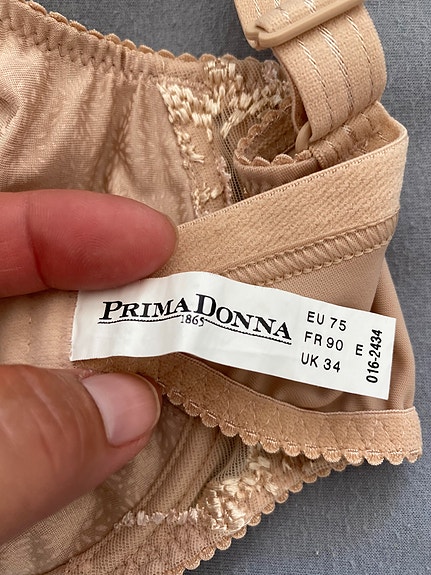 PRIMA DONNA
1865
EU 75
FR 90 E
UK 34
016-2434